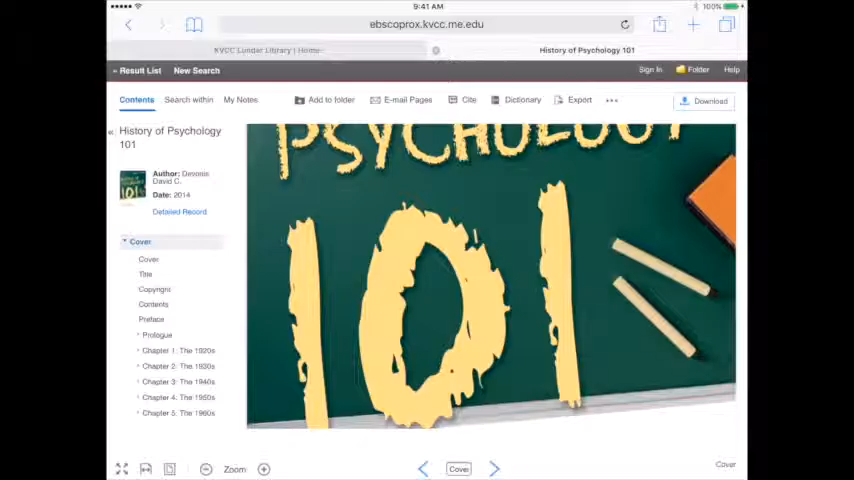 9:41 AM
100%
ebscoprox.kvcc.me.edu
KVCC Lunder Library | Home
History of Psychology 101
« Result List New Search Sign In Folder Help
Contents Search within My Notes Add to folder E-mail Pages Cite Dictionary Export Download
History of Psychology
101
Author: Devonis
David C.
Date: 2014
Detailed Record
Cover
Cover
Title
Copyright
Contents
Preface
Prologue
Chapter 1: The 1920s
Chapter 2: The 1930s
Chapter 3: The 1940s
Chapter 4: The 1950s
Chapter 5: The 1960s
PSYCHOLOGY
101
Zoom Cover Cover